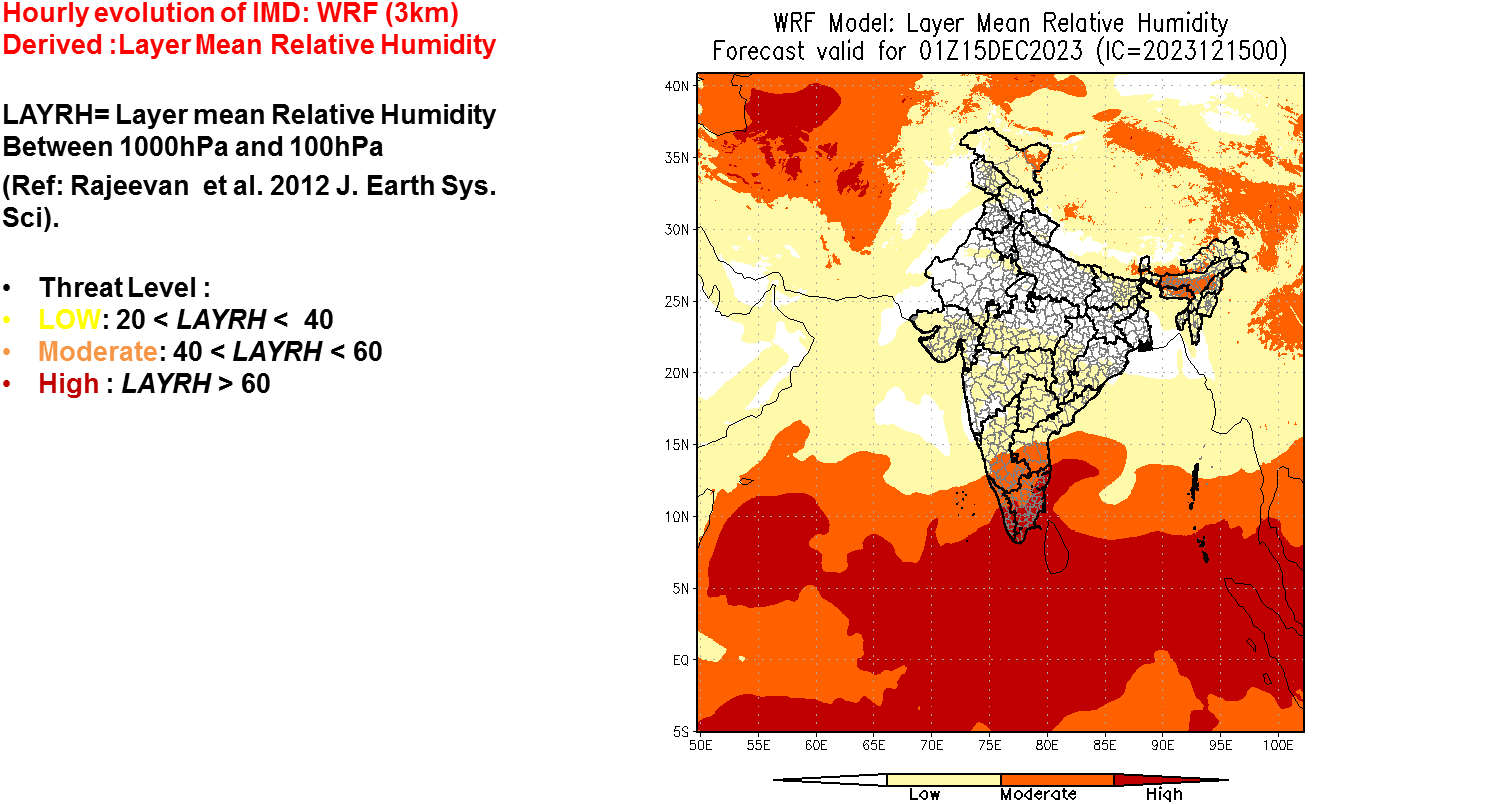 Hourly evolution of IMD: WRF (3km)
Derived :Layer Mean Relative Humidity
LAYRH= Layer mean Relative Humidity
Between 1000hPa and 100hPa
(Ref: Rajeevan et al. 2012 J. Earth Sys.
Sci).
• Threat Level :
• LOW: 20 < LAYRH < 40
• Moderate: 40 < LAYRH < 60
• High : LAYRH > 60
WRF Model: Layer Mean Relative Humidity
Forecast valid for 01Z15DEC2023 (IC=2023121500)
40N
35N
30N
25N
20N
15N
10N
5N
EQ
5S
50E 55E 60E 65E 70E 75E 80E 85E 90E 95E 100E
Low Moderate High